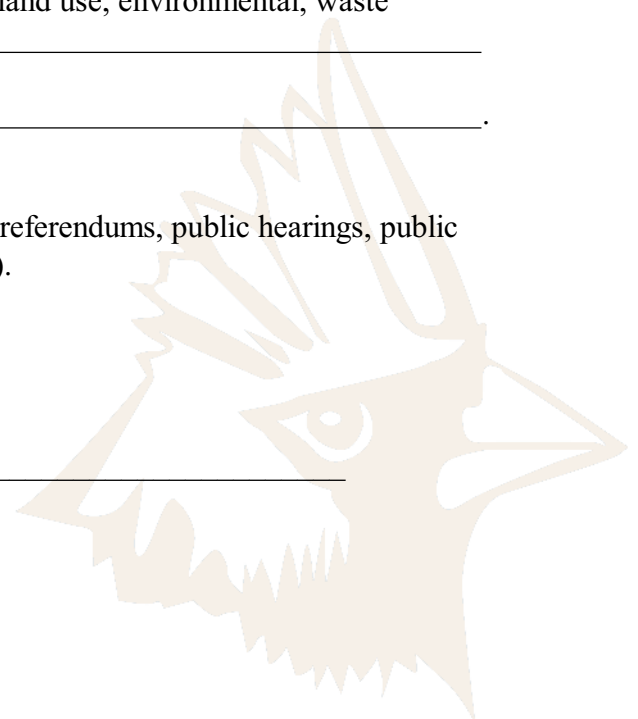 land use, environmental, waste
.
referendums, public hearings, public
).